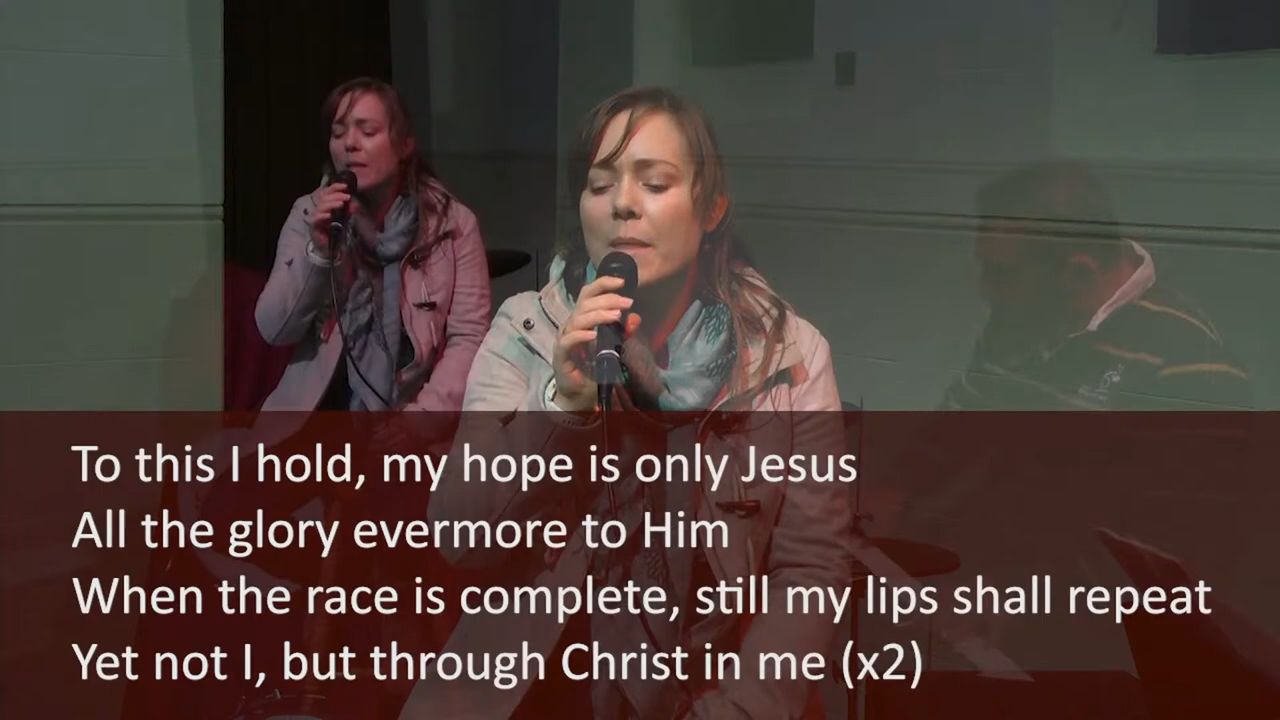 To this I hold, my hope is only Jesus
All the glory evermore to Him
When the race is complete, still my lips shall repeat
Yet not I, but through Christ in me (x2)